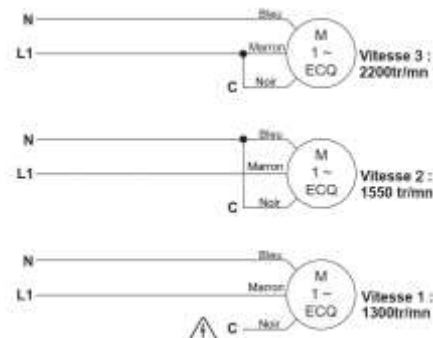 N Bleu
L1 Marron
C Noir
M
1 ~
ECQ
Vitesse 3 :
2200tr/mn
N Bleu
L1 Marron
C Noir
M
1 ~
ECQ
Vitesse 2 :
1550 tr/mn
N Bleu
L1 Marron
C Noir
M
1 ~
ECQ
Vitesse 1 :
1300tr/mn